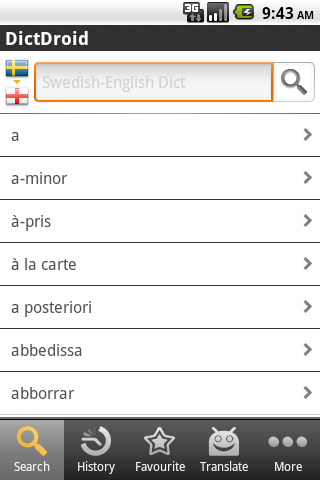 3G 9:43 AM
DictDroid
Swedish-English Dict
a
a-minor
à-pris
à la carte
a posteriori
abbedissa
abborrar
Search History Favourite Translate More